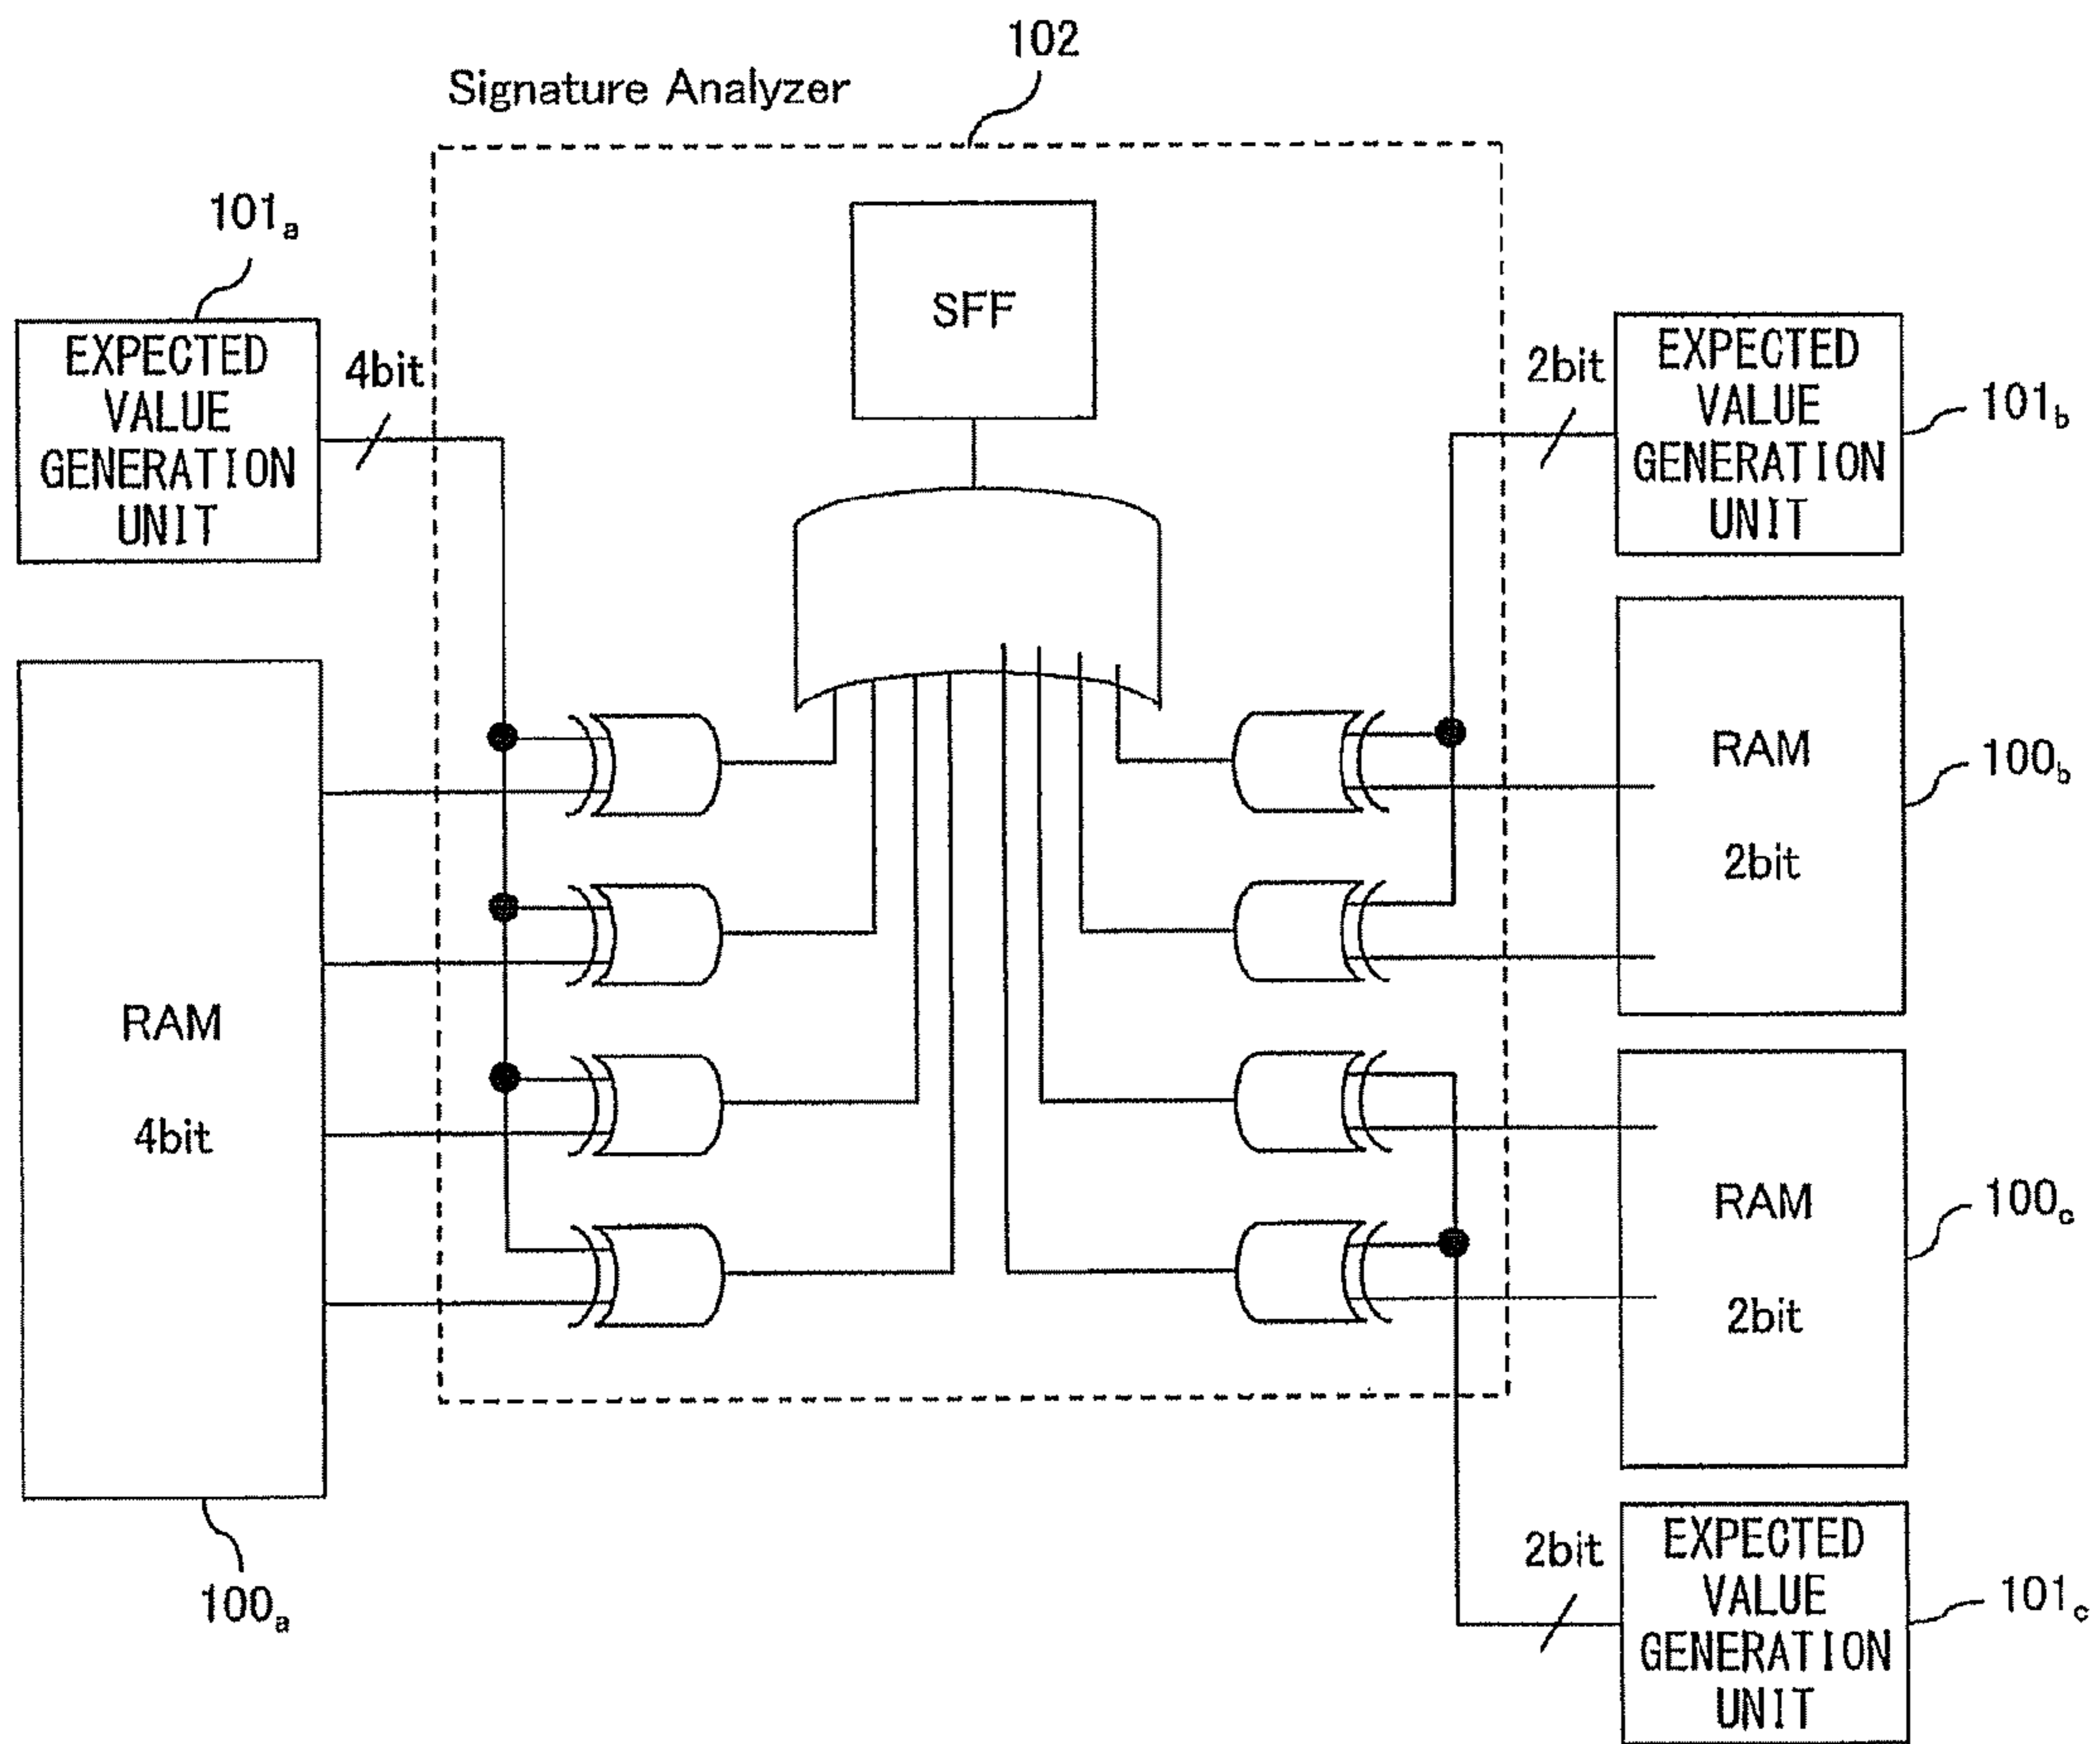 102
Signature Analyzer
101a
SFF
EXPECTED
VALUE
GENERATION
UNIT
4bit
2bit
EXPECTED
VALUE
GENERATION
UNIT
101b
RAM
2bit
100b
RAM
4bit
100a
RAM
2bit
100c
2bit
EXPECTED
VALUE
GENERATION
UNIT
101c